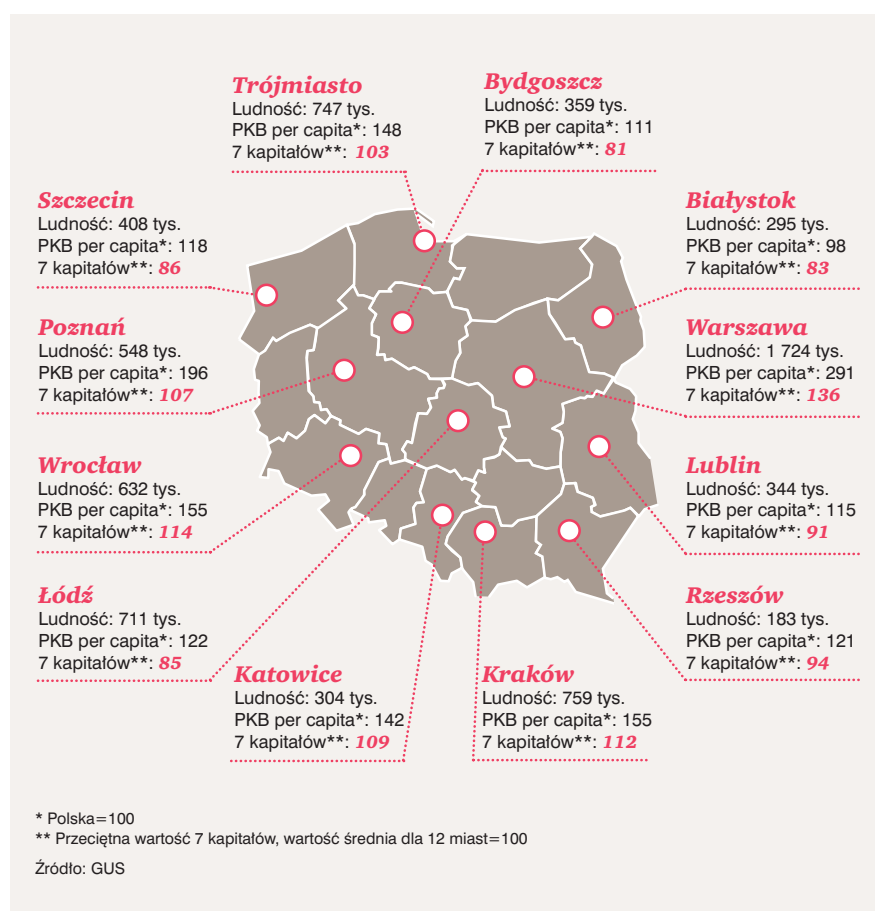 Trójmiasto
Ludność: 747 tys.
PKB per capita*: 148
7 kapitałów**: 103
Bydgoszcz
Ludność: 359 tys.
PKB per capita*: 111
7 kapitałów**: 81
Szczecin
Ludność: 408 tys.
PKB per capita*: 118
7 kapitałów**: 86
Białystok
Ludność: 295 tys.
PKB per capita*: 98
7 kapitałów**: 83
Poznań
Ludność: 548 tys.
PKB per capita*: 196
7 kapitałów**: 107
Warszawa
Ludność: 1 724 tys.
PKB per capita*: 291
7 kapitałów**: 136
Wrocław
Ludność: 632 tys.
PKB per capita*: 155
7 kapitałów**: 114
Lublin
Ludność: 344 tys.
PKB per capita*: 115
7 kapitałów**: 91
Łódź
Ludność: 711 tys.
PKB per capita*: 122
7 kapitałów**: 85
Rzeszów
Ludność: 183 tys.
PKB per capita*: 121
7 kapitałów**: 94
Katowice
Ludność: 304 tys.
PKB per capita*: 142
7 kapitałów**: 109
Kraków
Ludność: 759 tys.
PKB per capita*: 155
7 kapitałów**: 112
* Polska=100
** Przeciętna wartość 7 kapitałów, wartość średnia dla 12 miast=100
Źródło: GUS